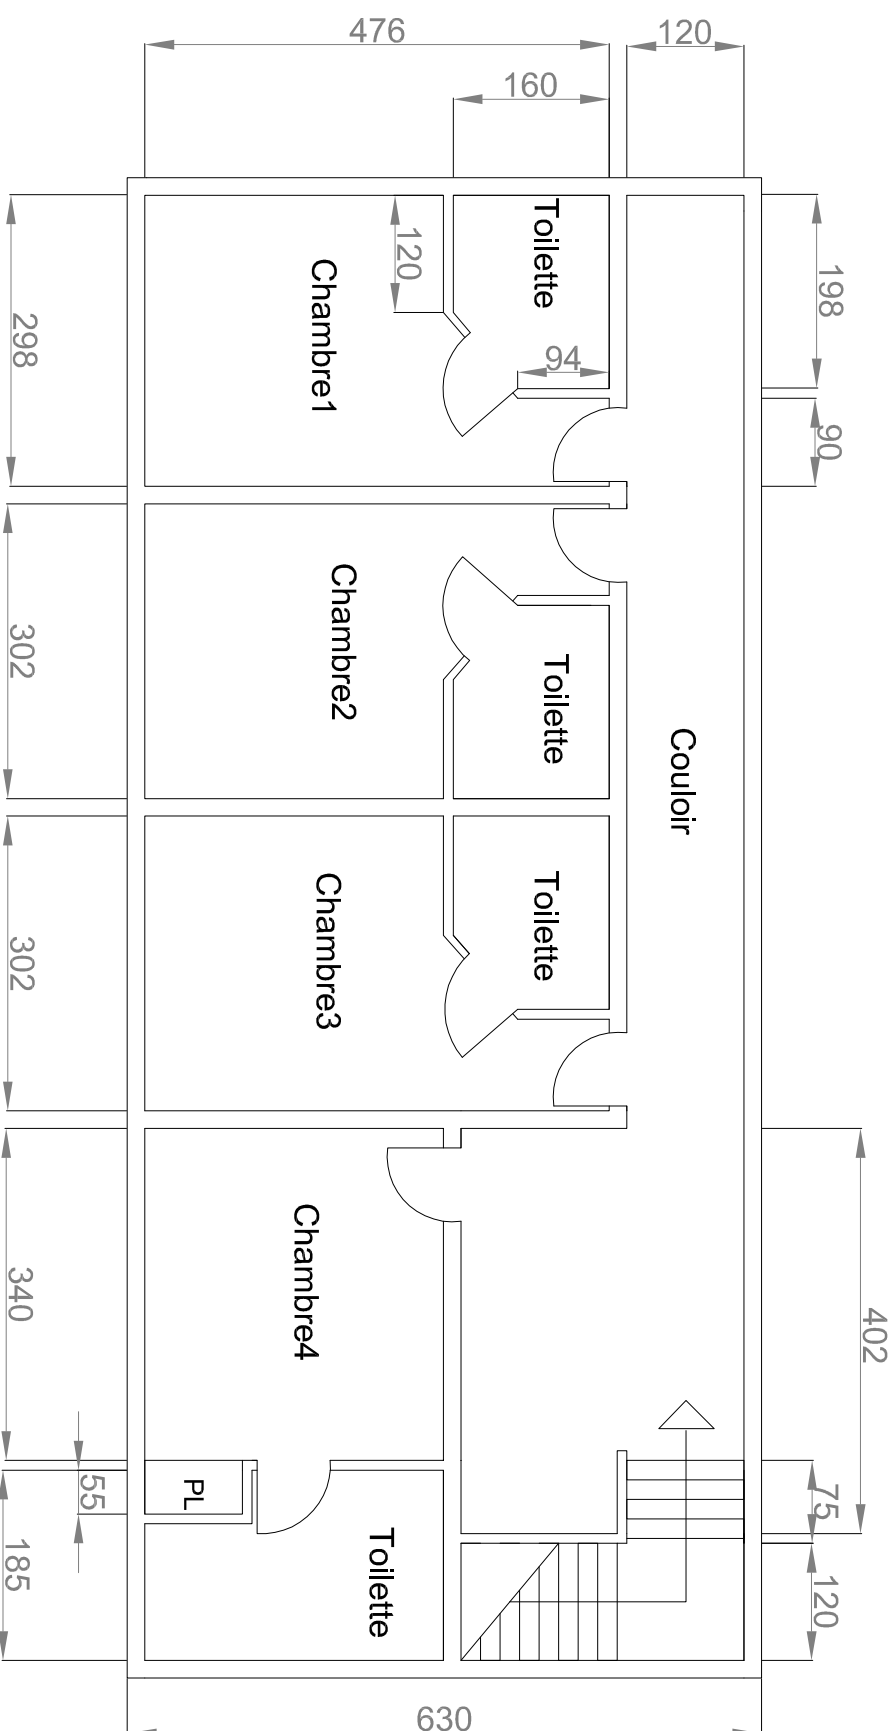 476
120
160
Toilette
120
198
Chambre1
298
94
90
Chambre2
302
Toilette
Couloir
Toilette
Chambre3
302
Chambre4
340
402
PL
55
75
Toilette
185
120
630